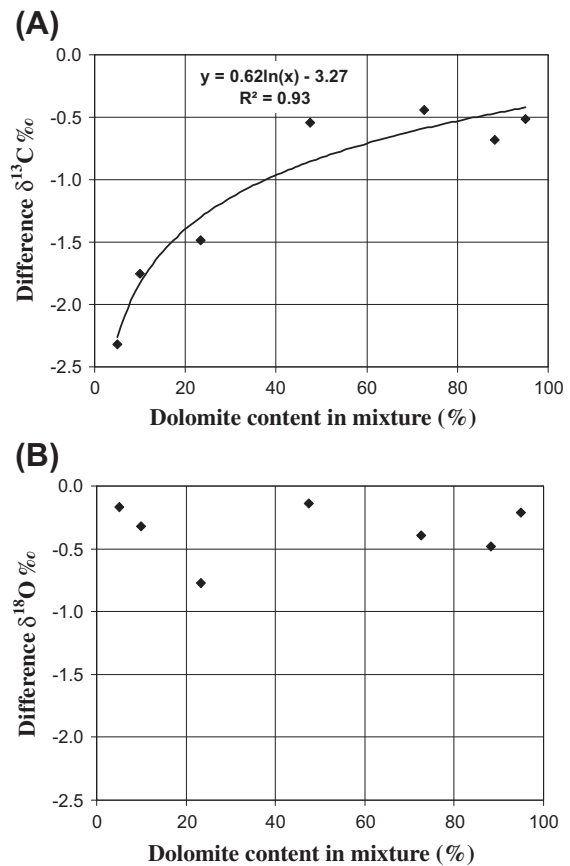 (A)
y = 0.62ln(x) - 3.27
R² = 0.93
0.0
-0.5
-1.0
-1.5
-2.0
-2.5
Difference δ¹³C ‰
0 20 40 60 80 100
Dolomite content in mixture (%)
(B)
0.0
-0.5
-1.0
-1.5
-2.0
-2.5
Difference δ¹⁸O ‰
0 20 40 60 80 100
Dolomite content in mixture (%)